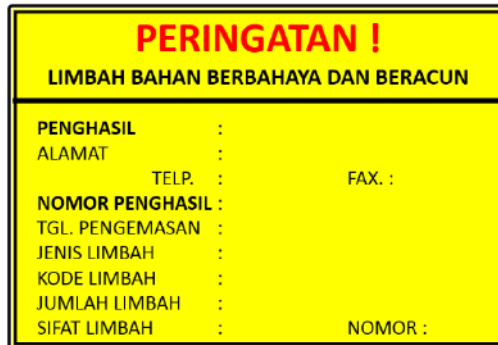 PERINGATAN !
LIMBAH BAHAN BERBAHAYA DAN BERACUN
PENGHASIL :
ALAMAT :
TELP. : FAX. :
NOMOR PENGHASIL :
TGL. PENGEMASAN :
JENIS LIMBAH :
KODE LIMBAH :
JUMLAH LIMBAH :
SIFAT LIMBAH : NOMOR :